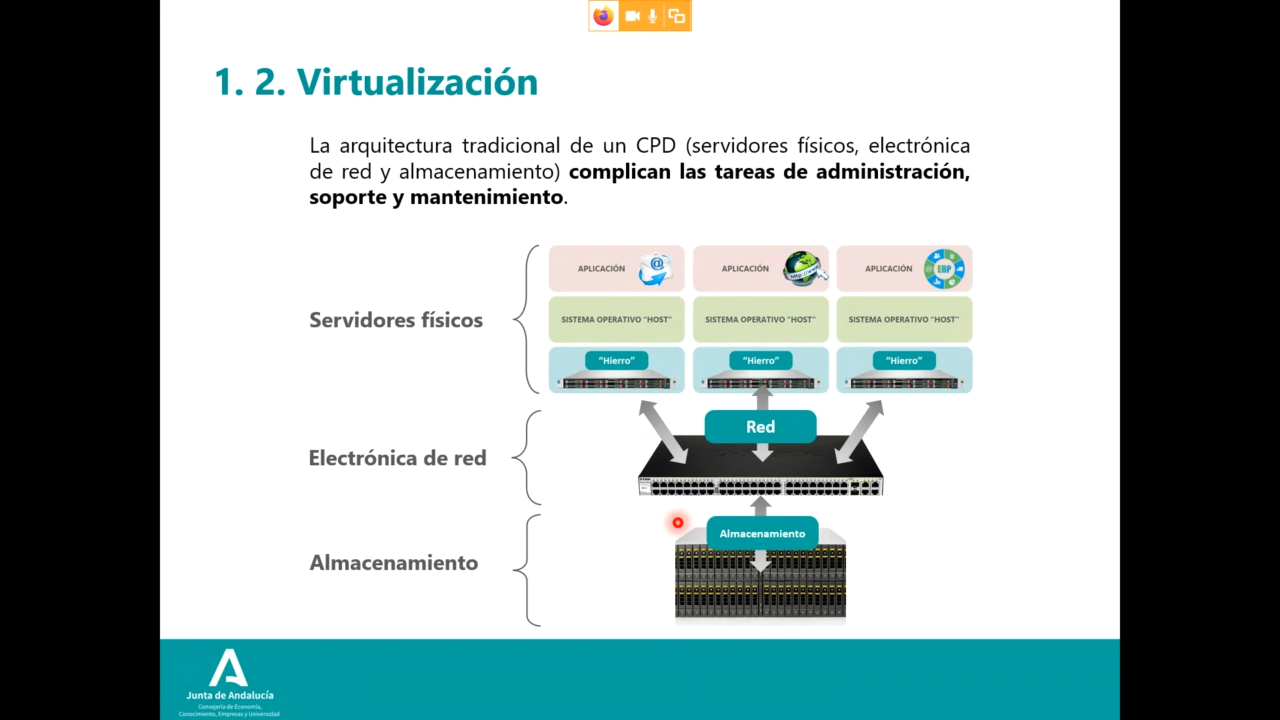 1. 2. Virtualización
La arquitectura tradicional de un CPD (servidores físicos, electrónica
de red y almacenamiento) complican las tareas de administración,
soporte y mantenimiento.
Servidores físicos
APLICACIÓN
APLICACIÓN
http://www
APLICACIÓN
ERP
SISTEMA OPERATIVO "HOST"
SISTEMA OPERATIVO "HOST"
SISTEMA OPERATIVO "HOST"
"Hierro"
"Hierro"
"Hierro"
Electrónica de red
Red
Almacenamiento
Almacenamiento
Junta de Andalucía
Consejería de Economía,
Conocimiento, Empresas y Universidad